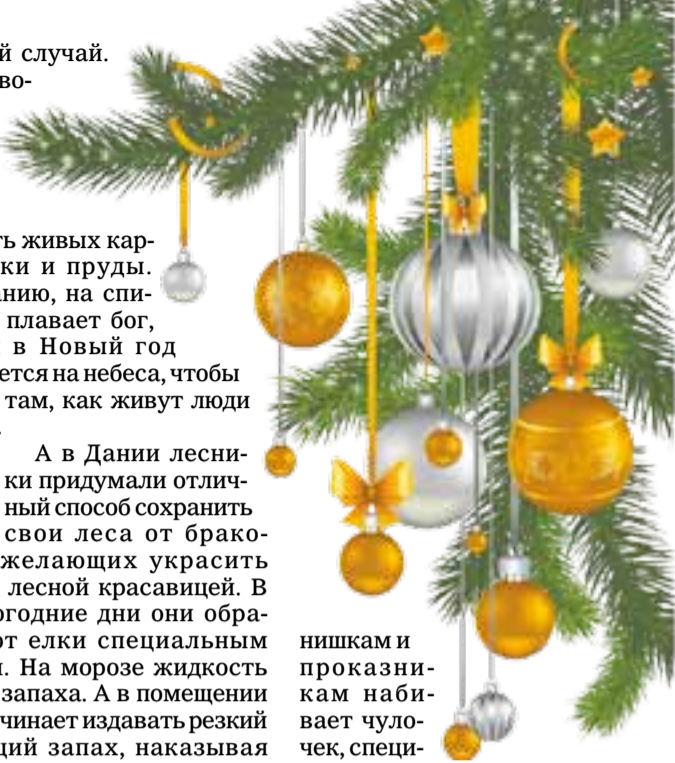 й случай.
во-
ть живых кар-
ки и пруды.
анию, на спи-
плавает бог,
в Новый год
ется на небеса, чтобы
там, как живут люди
А в Дании лесни-
ки придумали отлич-
ный способ сохранить
свои леса от брако-
желающих украсить
лесной красавицей. В
огодние дни они обра-
от елки специальным
. На морозе жидкость
запаха. А в помещении
чинает издавать резкий
щий запах, наказывая
нишкам и
проказни-
кам наби-
вает чуло-
чек, специ-